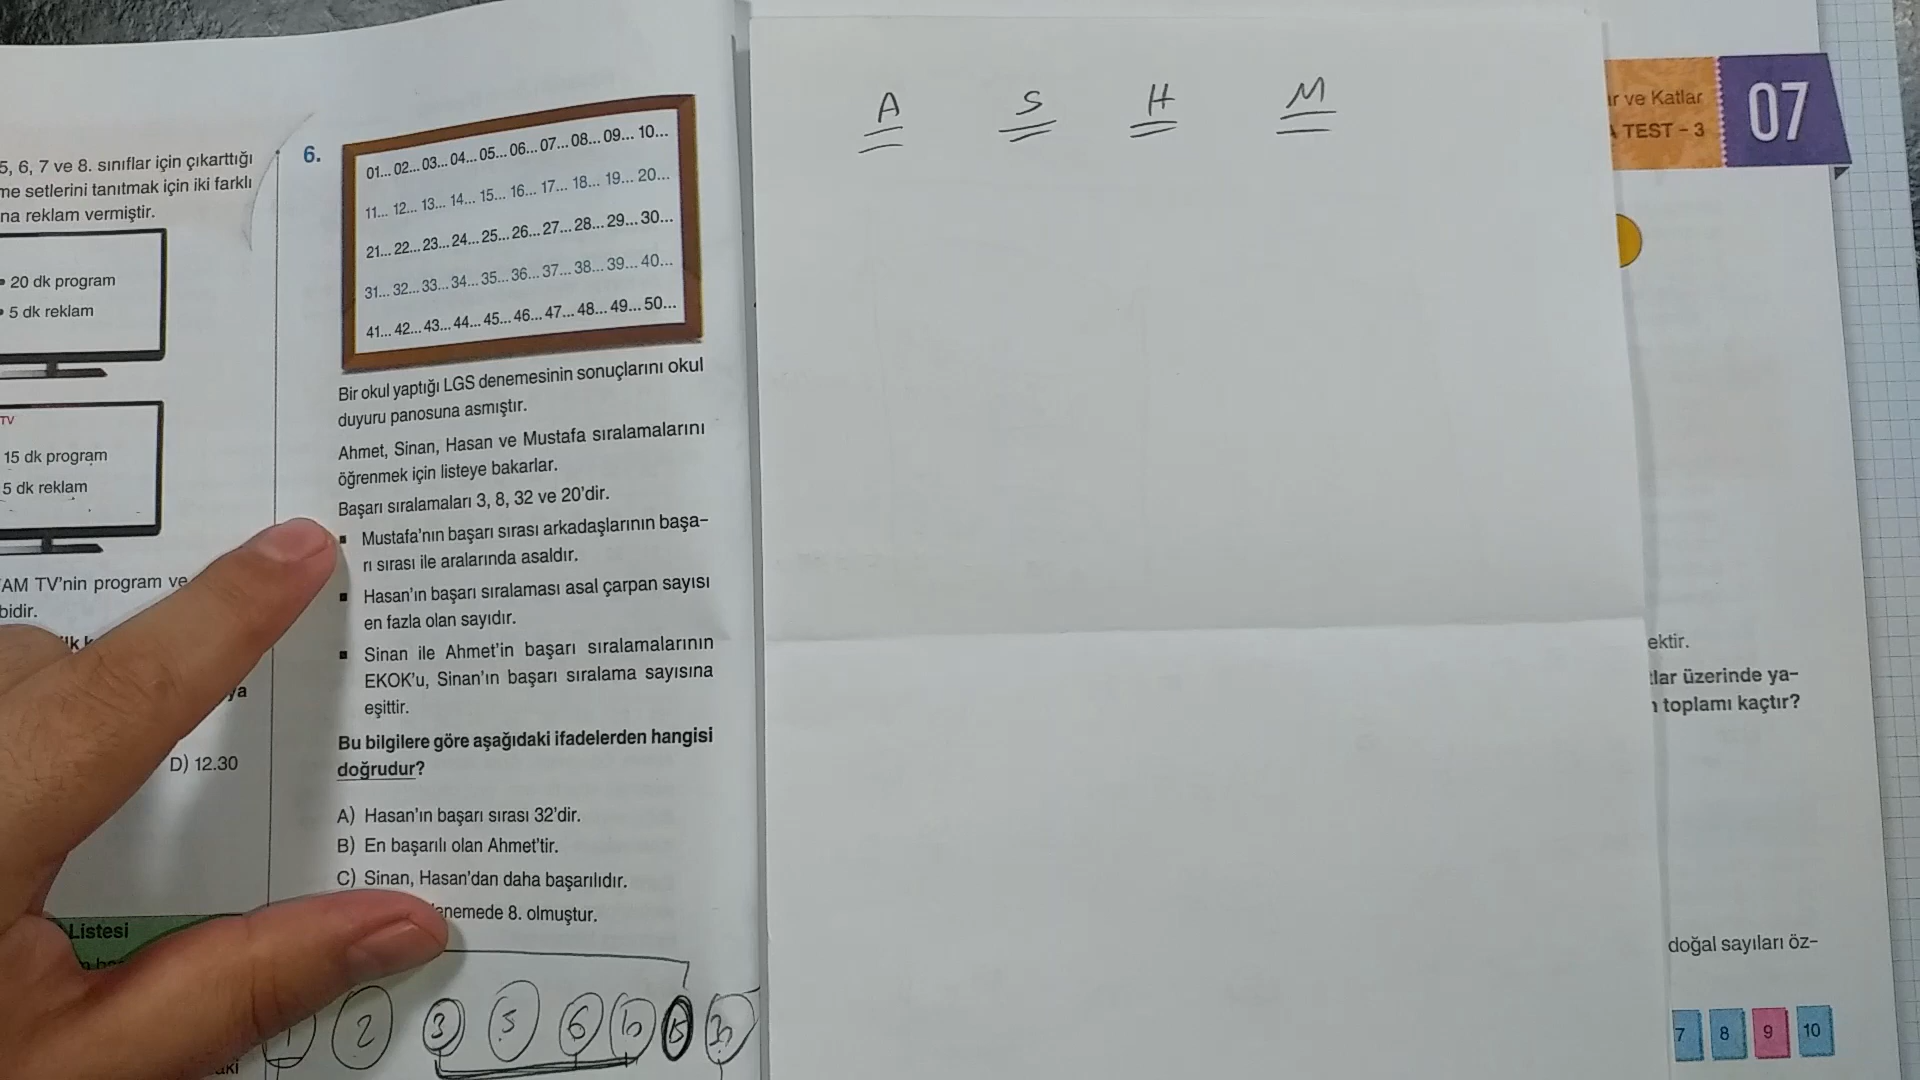 5, 6, 7 ve 8. sınıflar için çıkarttığı
me setlerini tanıtmak için iki farklı
na reklam vermiştir.
20 dk program
5 dk reklam
TV
15 dk program
5 dk reklam
AM TV'nin program ve
bidir.
ya
D) 12.30
Listesi
6.
01... 02... 03... 04... 05... 06... 07... 08... 09... 10...
11... 12... 13... 14... 15... 16... 17... 18... 19... 20...
21... 22... 23... 24... 25... 26... 27... 28... 29... 30...
31... 32... 33... 34... 35... 36... 37... 38... 39... 40...
41... 42... 43... 44... 45... 46... 47... 48... 49... 50...
Bir okul yaptığı LGS denemesinin sonuçlarını okul
duyuru panosuna asmıştır.
Ahmet, Sinan, Hasan ve Mustafa sıralamalarını
öğrenmek için listeye bakarlar.
Başarı sıralamaları 3, 8, 32 ve 20'dir.
▪ Mustafa'nın başarı sırası arkadaşlarının başa-
rı sırası ile aralarında asaldır.
▪ Hasan'ın başarı sıralaması asal çarpan sayısı
en fazla olan sayıdır.
▪ Sinan ile Ahmet'in başarı sıralamalarının
EKOK'u, Sinan'ın başarı sıralama sayısına
eşittir.
Bu bilgilere göre aşağıdaki ifadelerden hangisi
doğrudur?
A) Hasan'ın başarı sırası 32'dir.
B) En başarılı olan Ahmet'tir.
C) Sinan, Hasan'dan daha başarılıdır.
enemede 8. olmuştur.
1 2 3 5 6 10 15 30
A S H M
ır ve Katlar
TEST - 3
07
ektir.
tlar üzerinde ya-
n toplamı kaçtır?
doğal sayıları öz-
7 8 9 10